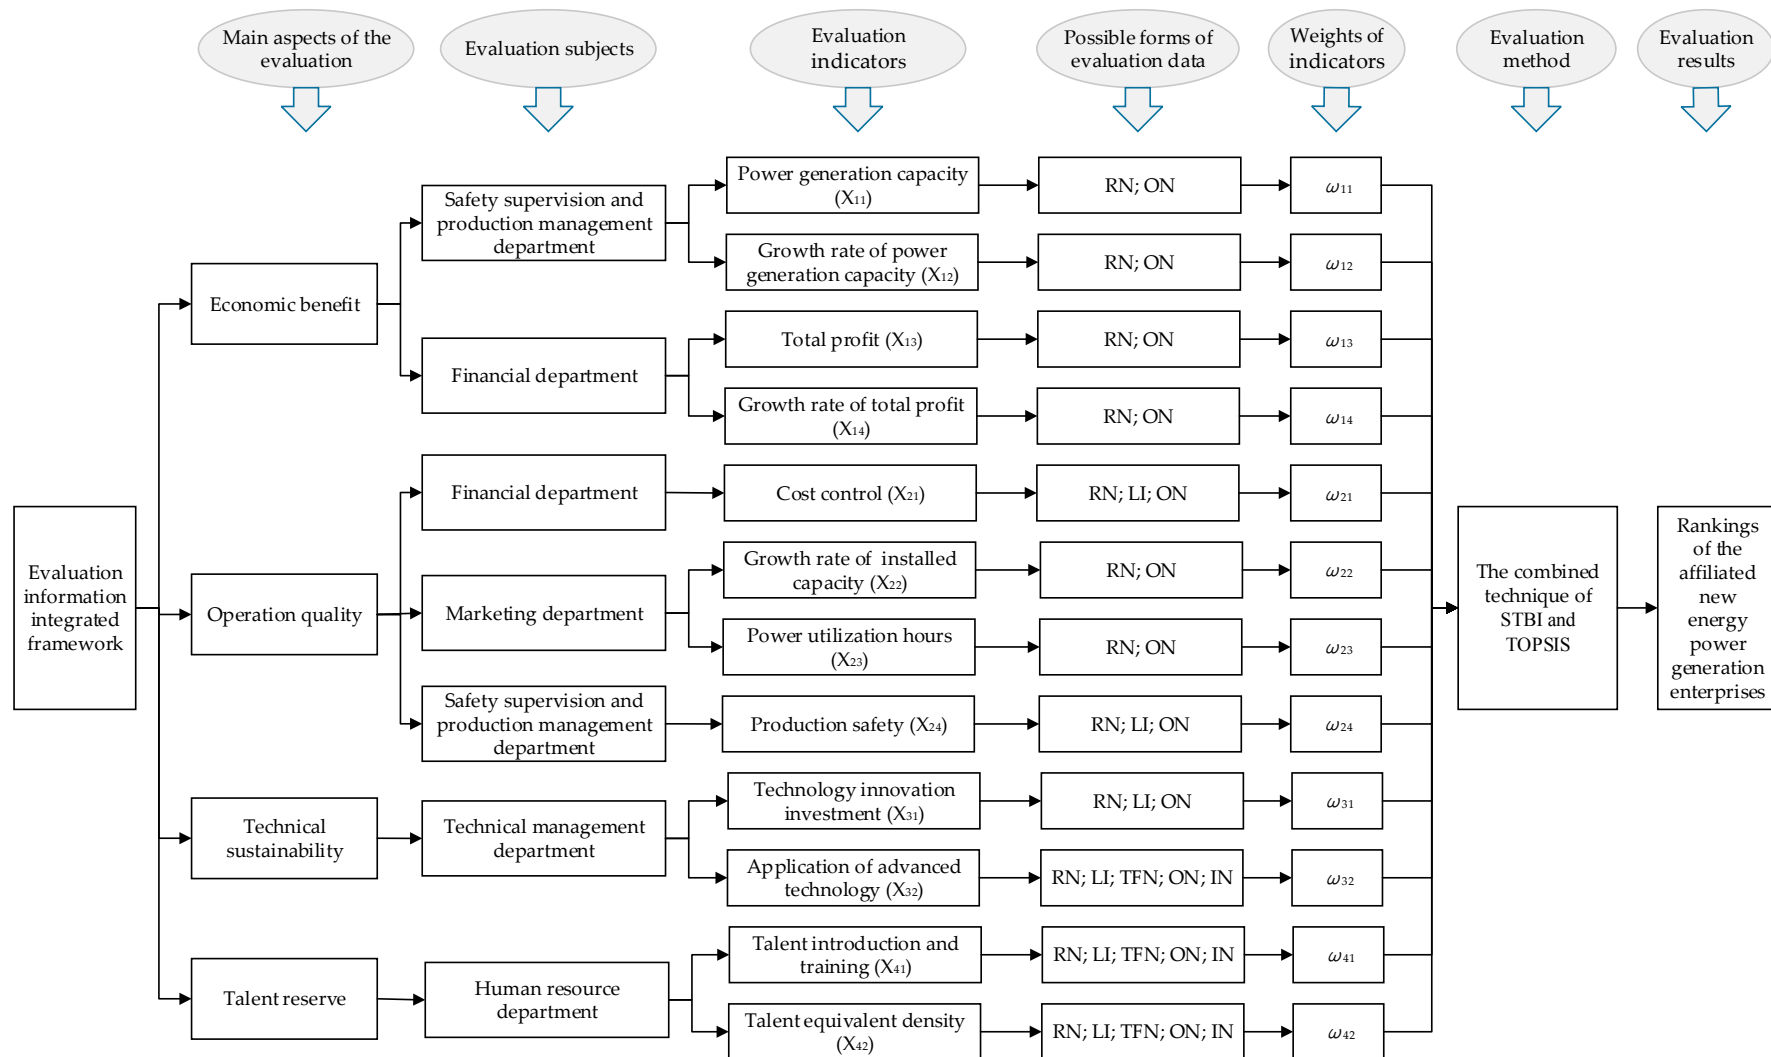 Main aspects of the
evaluation
Evaluation subjects
Evaluation
indicators
Possible forms of
evaluation data
Weights of
indicators
Evaluation
method
Evaluation
results
Evaluation
information
integrated
framework
Economic benefit
Safety supervision and
production management
department
Power generation capacity
(X11)
RN; ON
ω11
Growth rate of power
generation capacity (X12)
RN; ON
ω12
Financial department
Total profit (X13)
RN; ON
ω13
Growth rate of total profit
(X14)
RN; ON
ω14
Operation quality
Financial department
Cost control (X21)
RN; LI; ON
ω21
Marketing department
Growth rate of  installed
capacity (X22)
RN; ON
ω22
Power utilization hours
(X23)
RN; ON
ω23
Safety supervision and
production management
department
Production safety (X24)
RN; LI; ON
ω24
Technical
sustainability
Technical management
department
Technology innovation
investment (X31)
RN; LI; ON
ω31
Application of advanced
technology (X32)
RN; LI; TFN; ON; IN
ω32
Talent reserve
Human resource
department
Talent introduction and
training (X41)
RN; LI; TFN; ON; IN
ω41
Talent equivalent density
(X42)
RN; LI; TFN; ON; IN
ω42
The combined
technique of
STBI and
TOPSIS
Rankings
of the
affiliated
new
energy
power
generation
enterprises